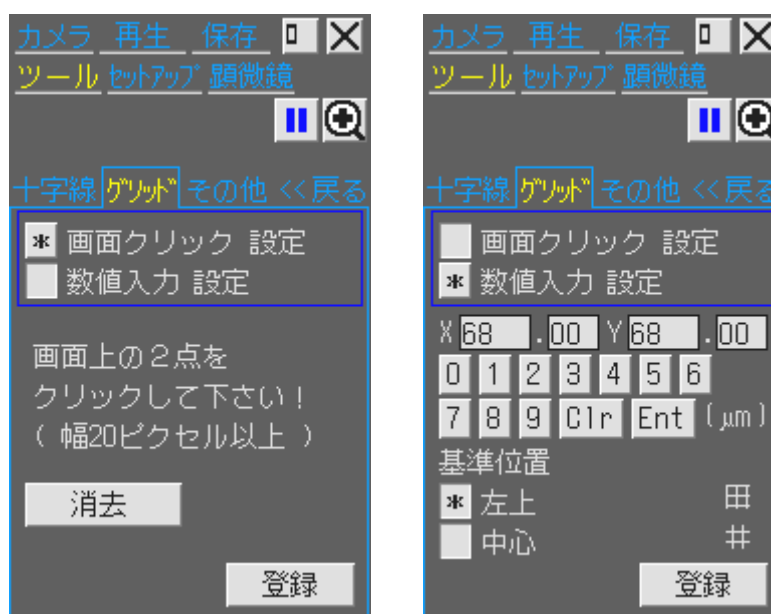 カメラ 再生 保存
ツール セットアップ 顕微鏡
十字線 グリッド その他 <<戻る
* 画面クリック 設定
数値入力 設定
画面上の2点を
クリックして下さい!
( 幅20ピクセル以上 )
消去
登録
カメラ 再生 保存
ツール セットアップ 顕微鏡
十字線 グリッド その他 <<戻る
画面クリック 設定
* 数値入力 設定
X 68 .00 Y 68 .00
0 1 2 3 4 5 6
7 8 9 Clr Ent (μm)
基準位置
* 左上 田
中心 井
登録